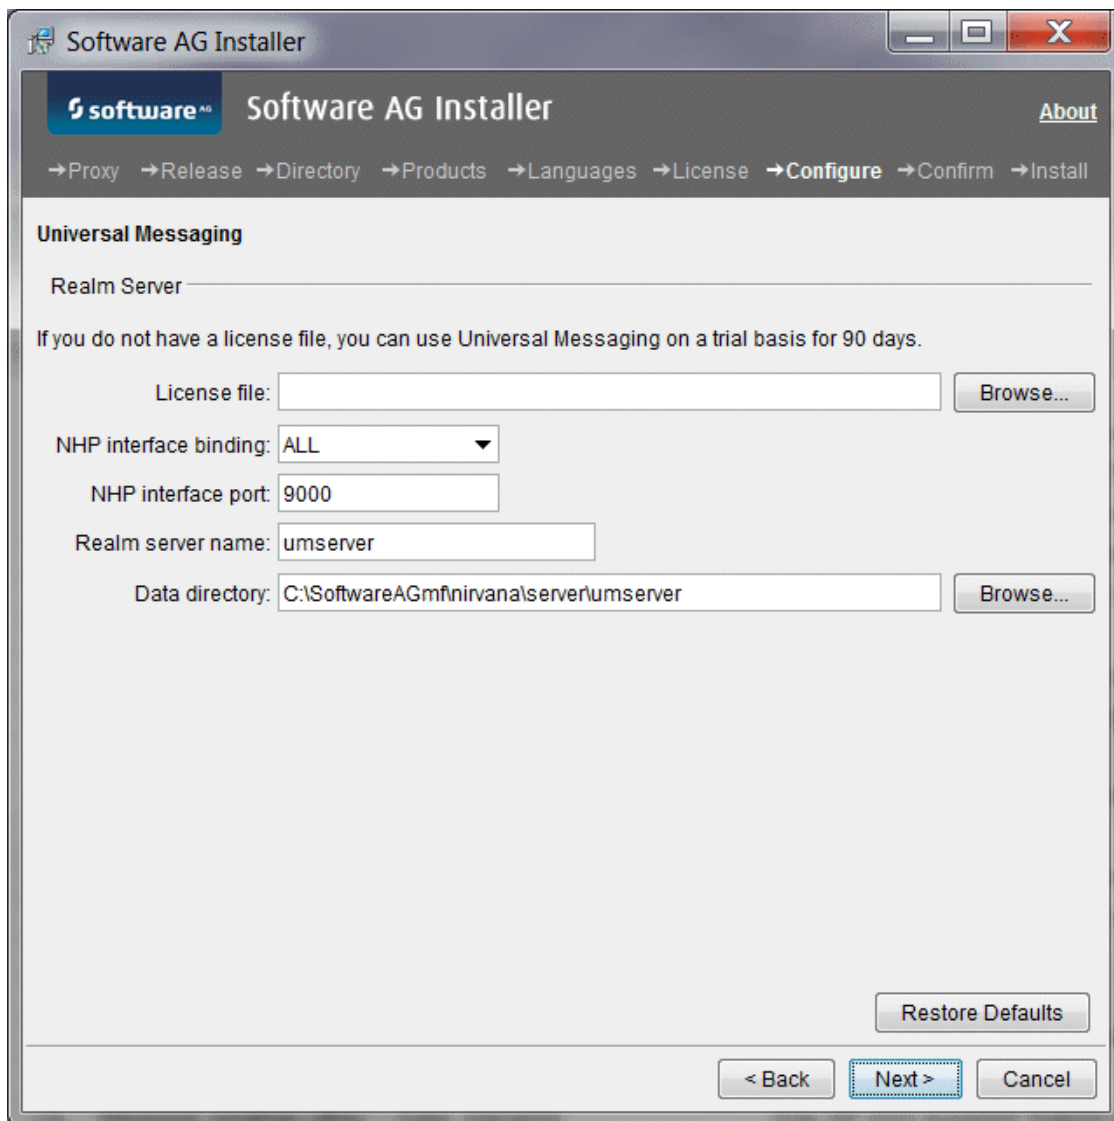 Software AG Installer
software AG Software AG Installer About
→Proxy →Release →Directory →Products →Languages →License →Configure →Confirm →Install
Universal Messaging
Realm Server
If you do not have a license file, you can use Universal Messaging on a trial basis for 90 days.
License file: Browse...
NHP interface binding: ALL
NHP interface port: 9000
Realm server name: umserver
Data directory: C:\SoftwareAGmf\nirvana\server\umserver Browse...
Restore Defaults
< Back Next > Cancel